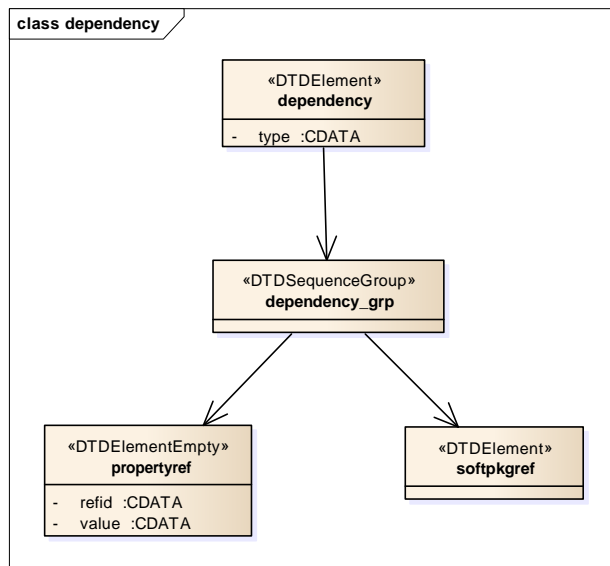 class dependency
«DTDElement»
dependency
- type :CDATA
«DTDSequenceGroup»
dependency_grp
«DTDElementEmpty»
propertyref
- refid :CDATA
- value :CDATA
«DTDElement»
softpkgref